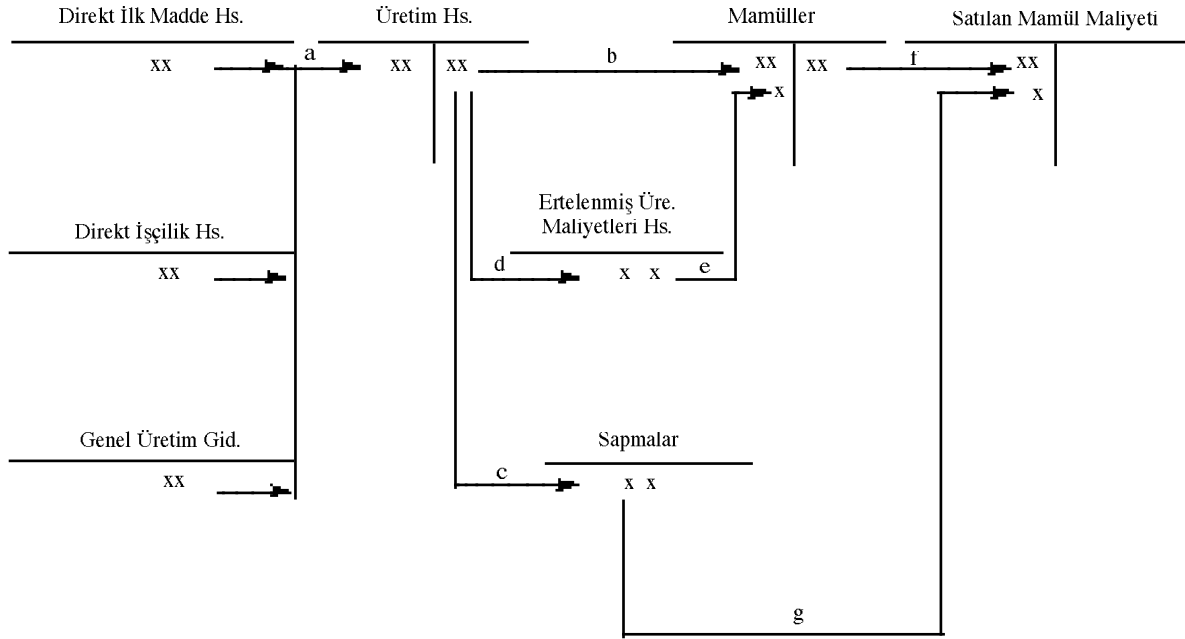 Direkt İlk Madde Hs.
Üretim Hs.
Mamüller
Satılan Mamül Maliyeti
xx
a
xx
xx
b
xx
xx
f
xx
x
x
Direkt İşçilik Hs.
Ertelenmiş Üre.
Maliyetleri Hs.
xx
d
x x
e
Genel Üretim Gid.
Sapmalar
xx
c
x x
g